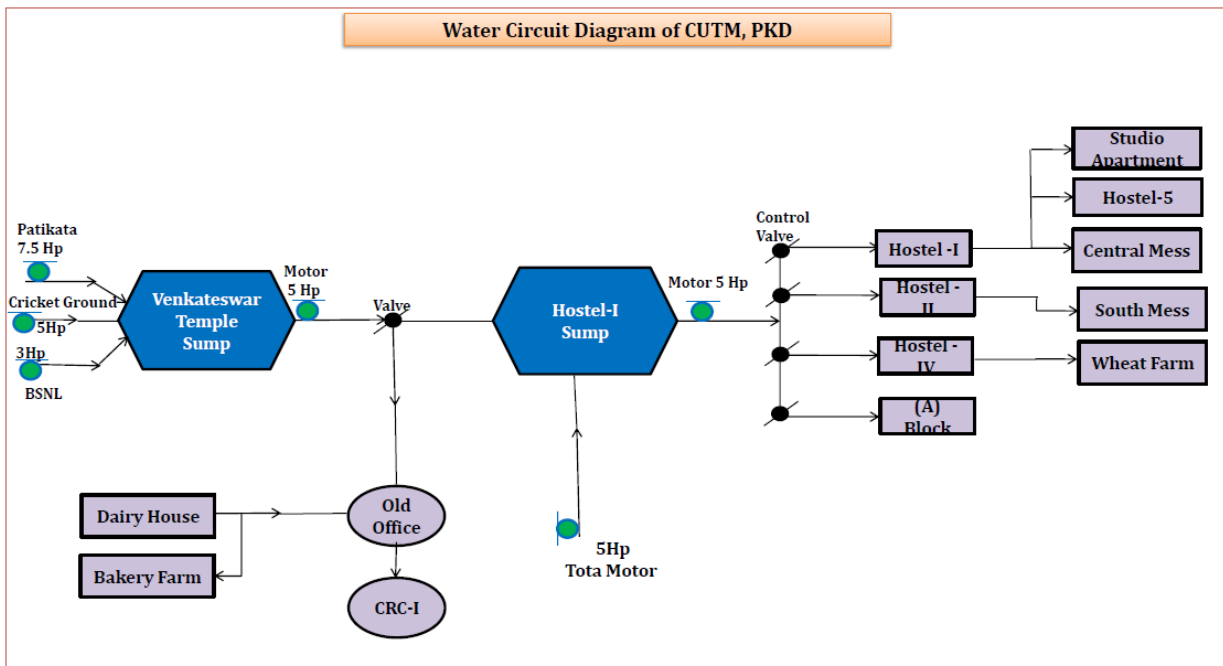 Water Circuit Diagram of CUTM, PKD
Studio
Apartment
Hostel-5
Control
Valve
Hostel -I
Central Mess
Patikata
7.5 Hp
Motor
5 Hp
Motor 5 Hp
Venkateswar
Temple
Sump
Hostel-I
Sump
Hostel -
II
South Mess
Cricket Ground
5Hp
Valve
3Hp
BSNL
Hostel -
IV
Wheat Farm
(A)
Block
Dairy House
Old
Office
Bakery Farm
5Hp
Tota Motor
CRC-I